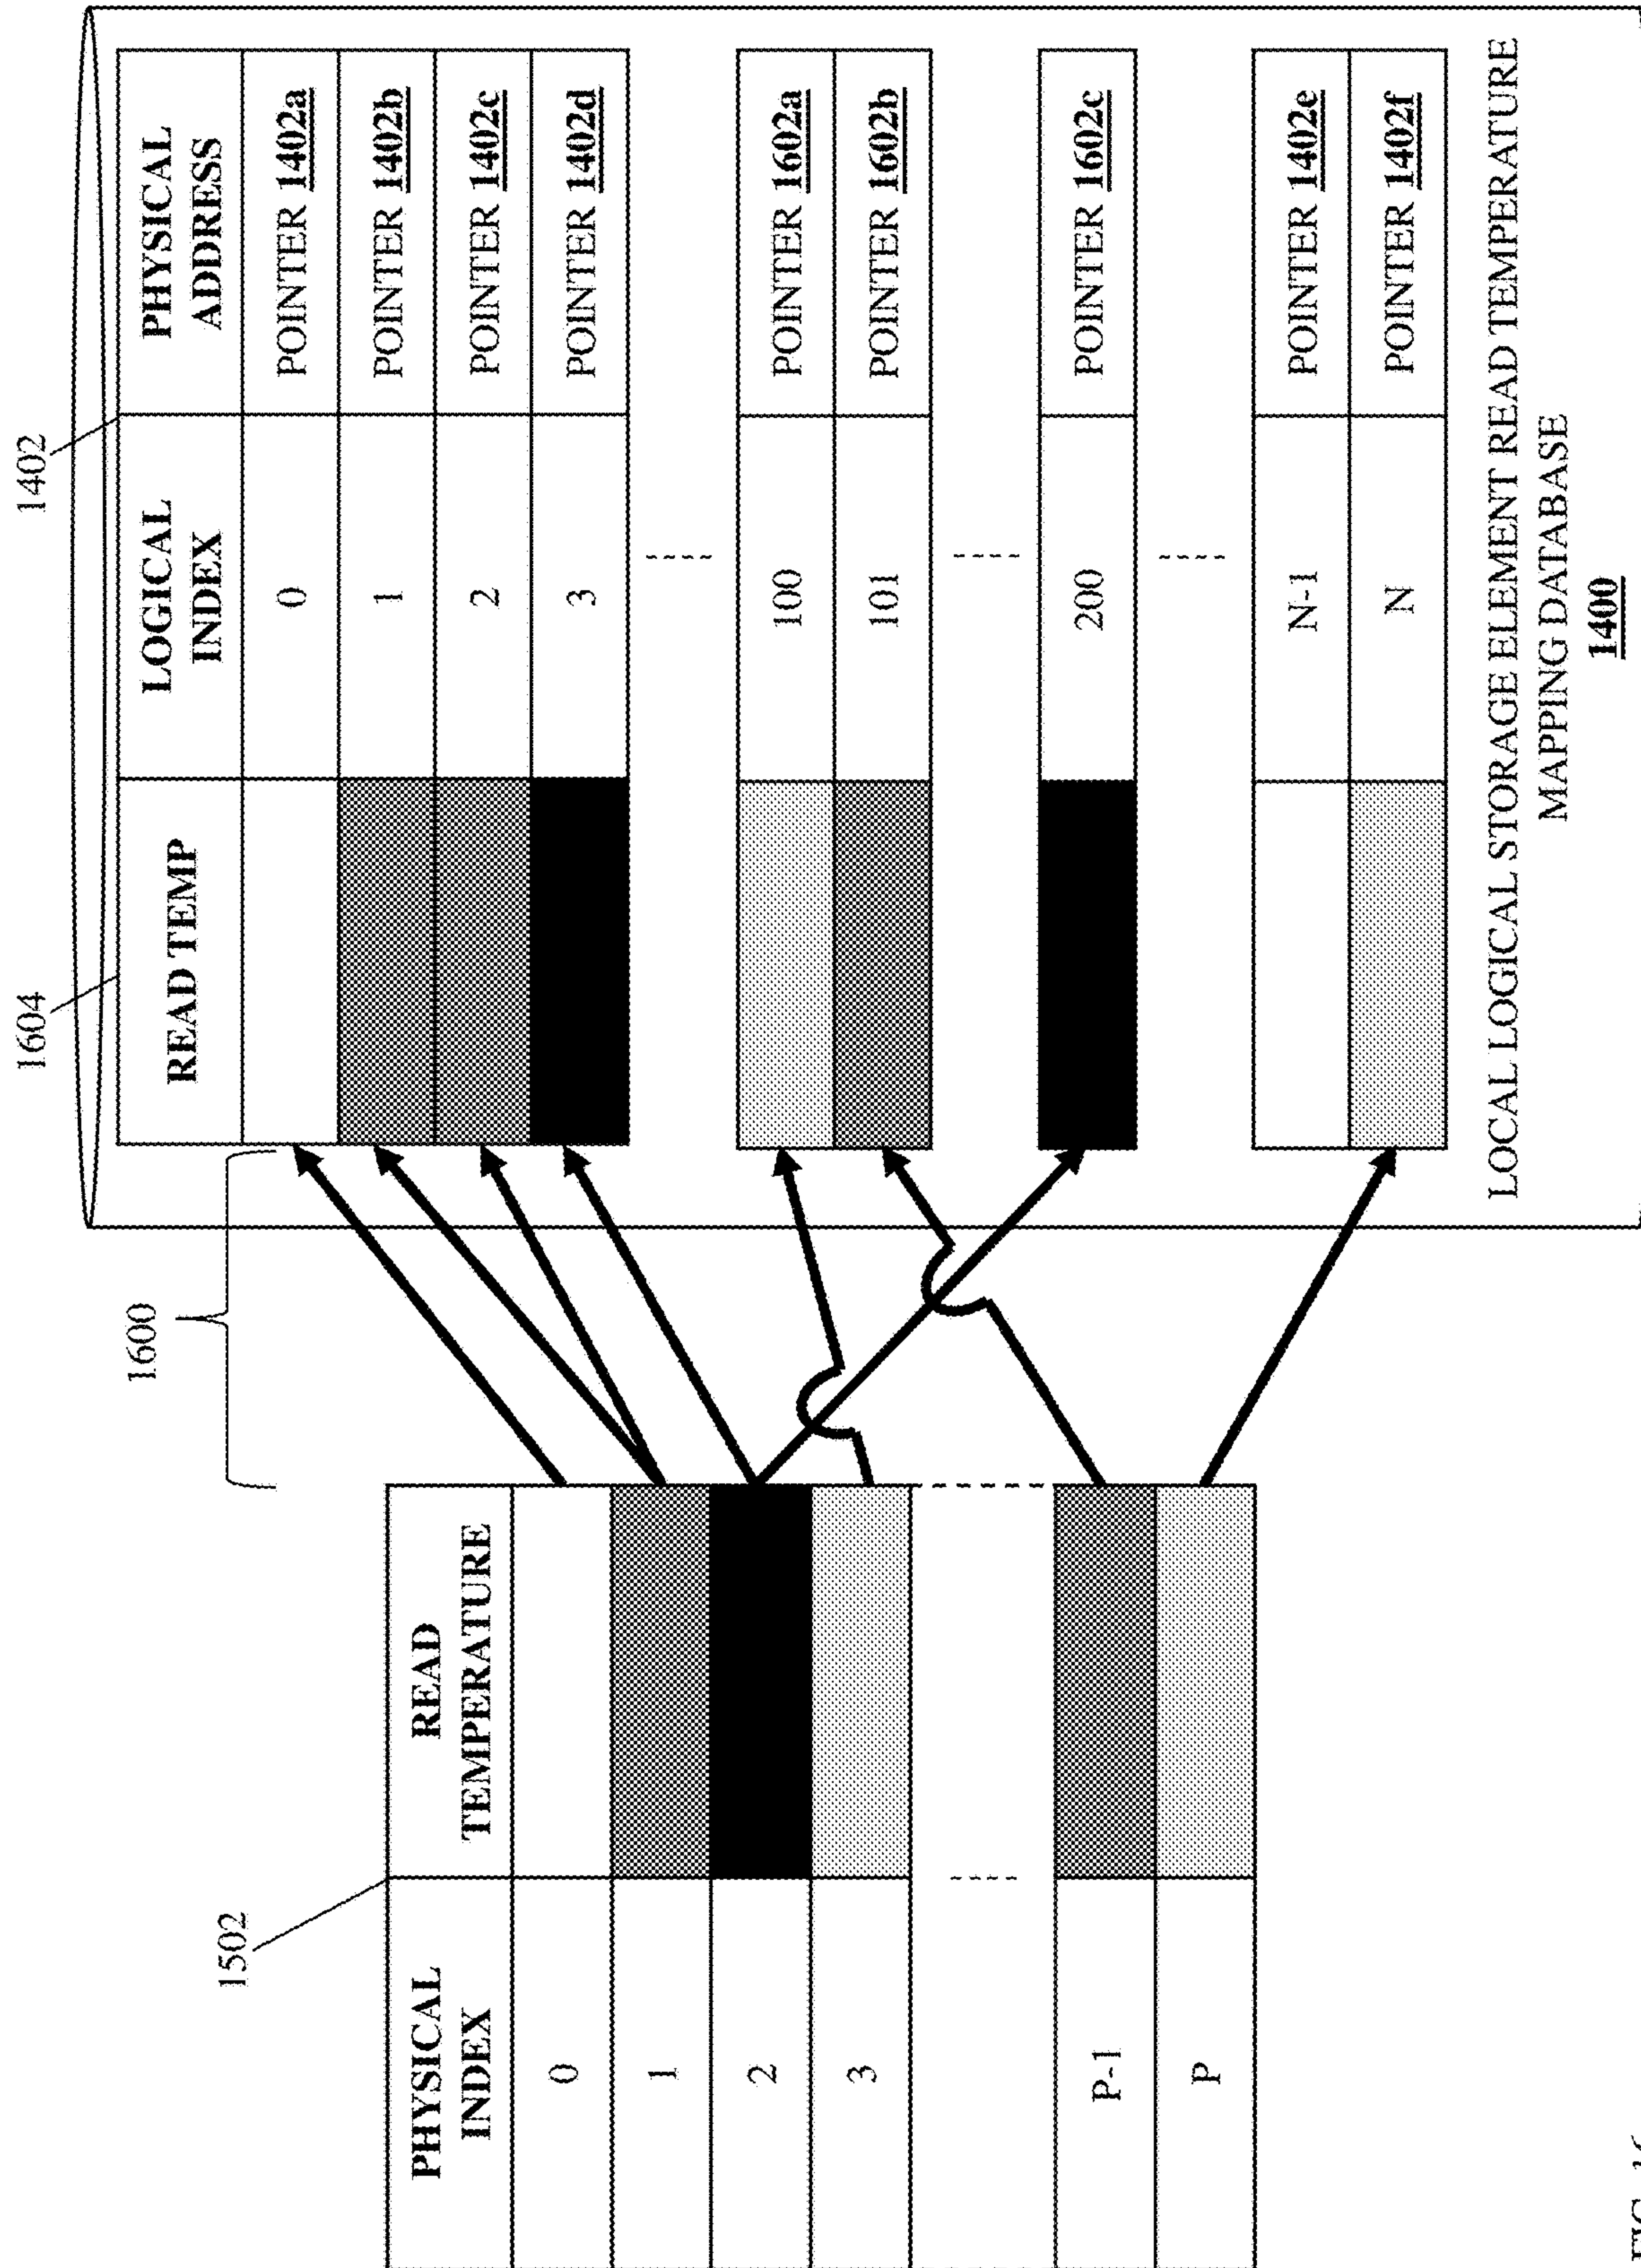 1604
1402
1600
1502
PHYSICAL
INDEX
READ
TEMPERATURE
0
1
2
3
P-1
P
READ TEMP
LOGICAL
INDEX
PHYSICAL
ADDRESS
0 POINTER 1402a
1 POINTER 1402b
2 POINTER 1402c
3 POINTER 1402d
100 POINTER 1602a
101 POINTER 1602b
200 POINTER 1602c
N-1 POINTER 1402e
N POINTER 1402f
LOCAL LOGICAL STORAGE ELEMENT READ TEMPERATURE
MAPPING DATABASE
1400
FIG. 16